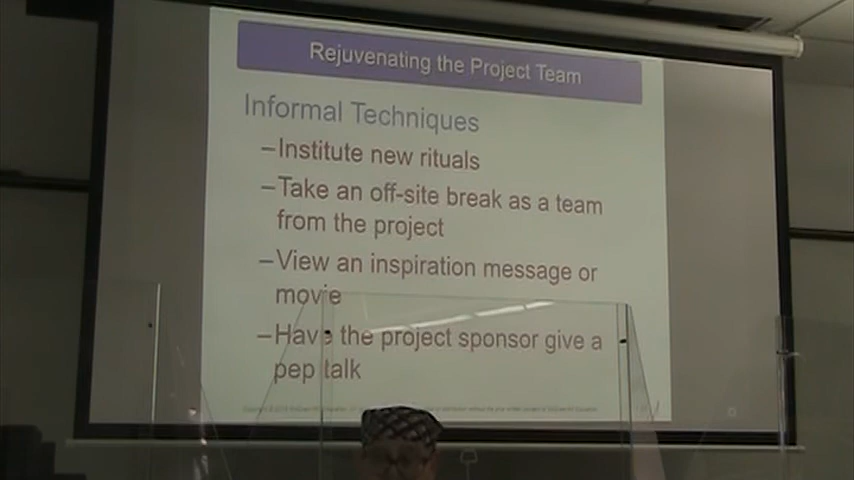 Rejuvenating the Project Team
Informal Techniques
–Institute new rituals
–Take an off-site break as a team
from the project
–View an inspiration message or
movie
–Have the project sponsor give a
pep talk